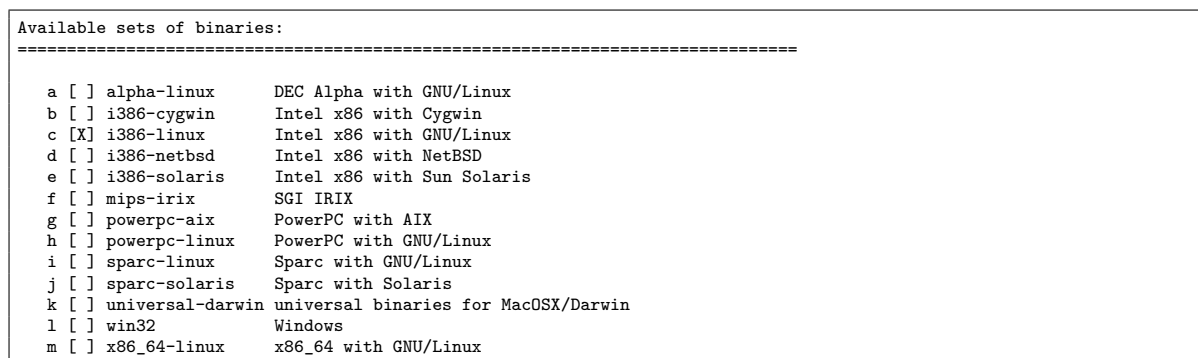 Available sets of binaries:
===============================================================================
a [ ] alpha-linux DEC Alpha with GNU/Linux
b [ ] i386-cygwin Intel x86 with Cygwin
c [X] i386-linux Intel x86 with GNU/Linux
d [ ] i386-netbsd Intel x86 with NetBSD
e [ ] i386-solaris Intel x86 with Sun Solaris
f [ ] mips-irix SGI IRIX
g [ ] powerpc-aix PowerPC with AIX
h [ ] powerpc-linux PowerPC with GNU/Linux
i [ ] sparc-linux Sparc with GNU/Linux
j [ ] sparc-solaris Sparc with Solaris
k [ ] universal-darwin universal binaries for MacOSX/Darwin
l [ ] win32 Windows
m [ ] x86_64-linux x86_64 with GNU/Linux